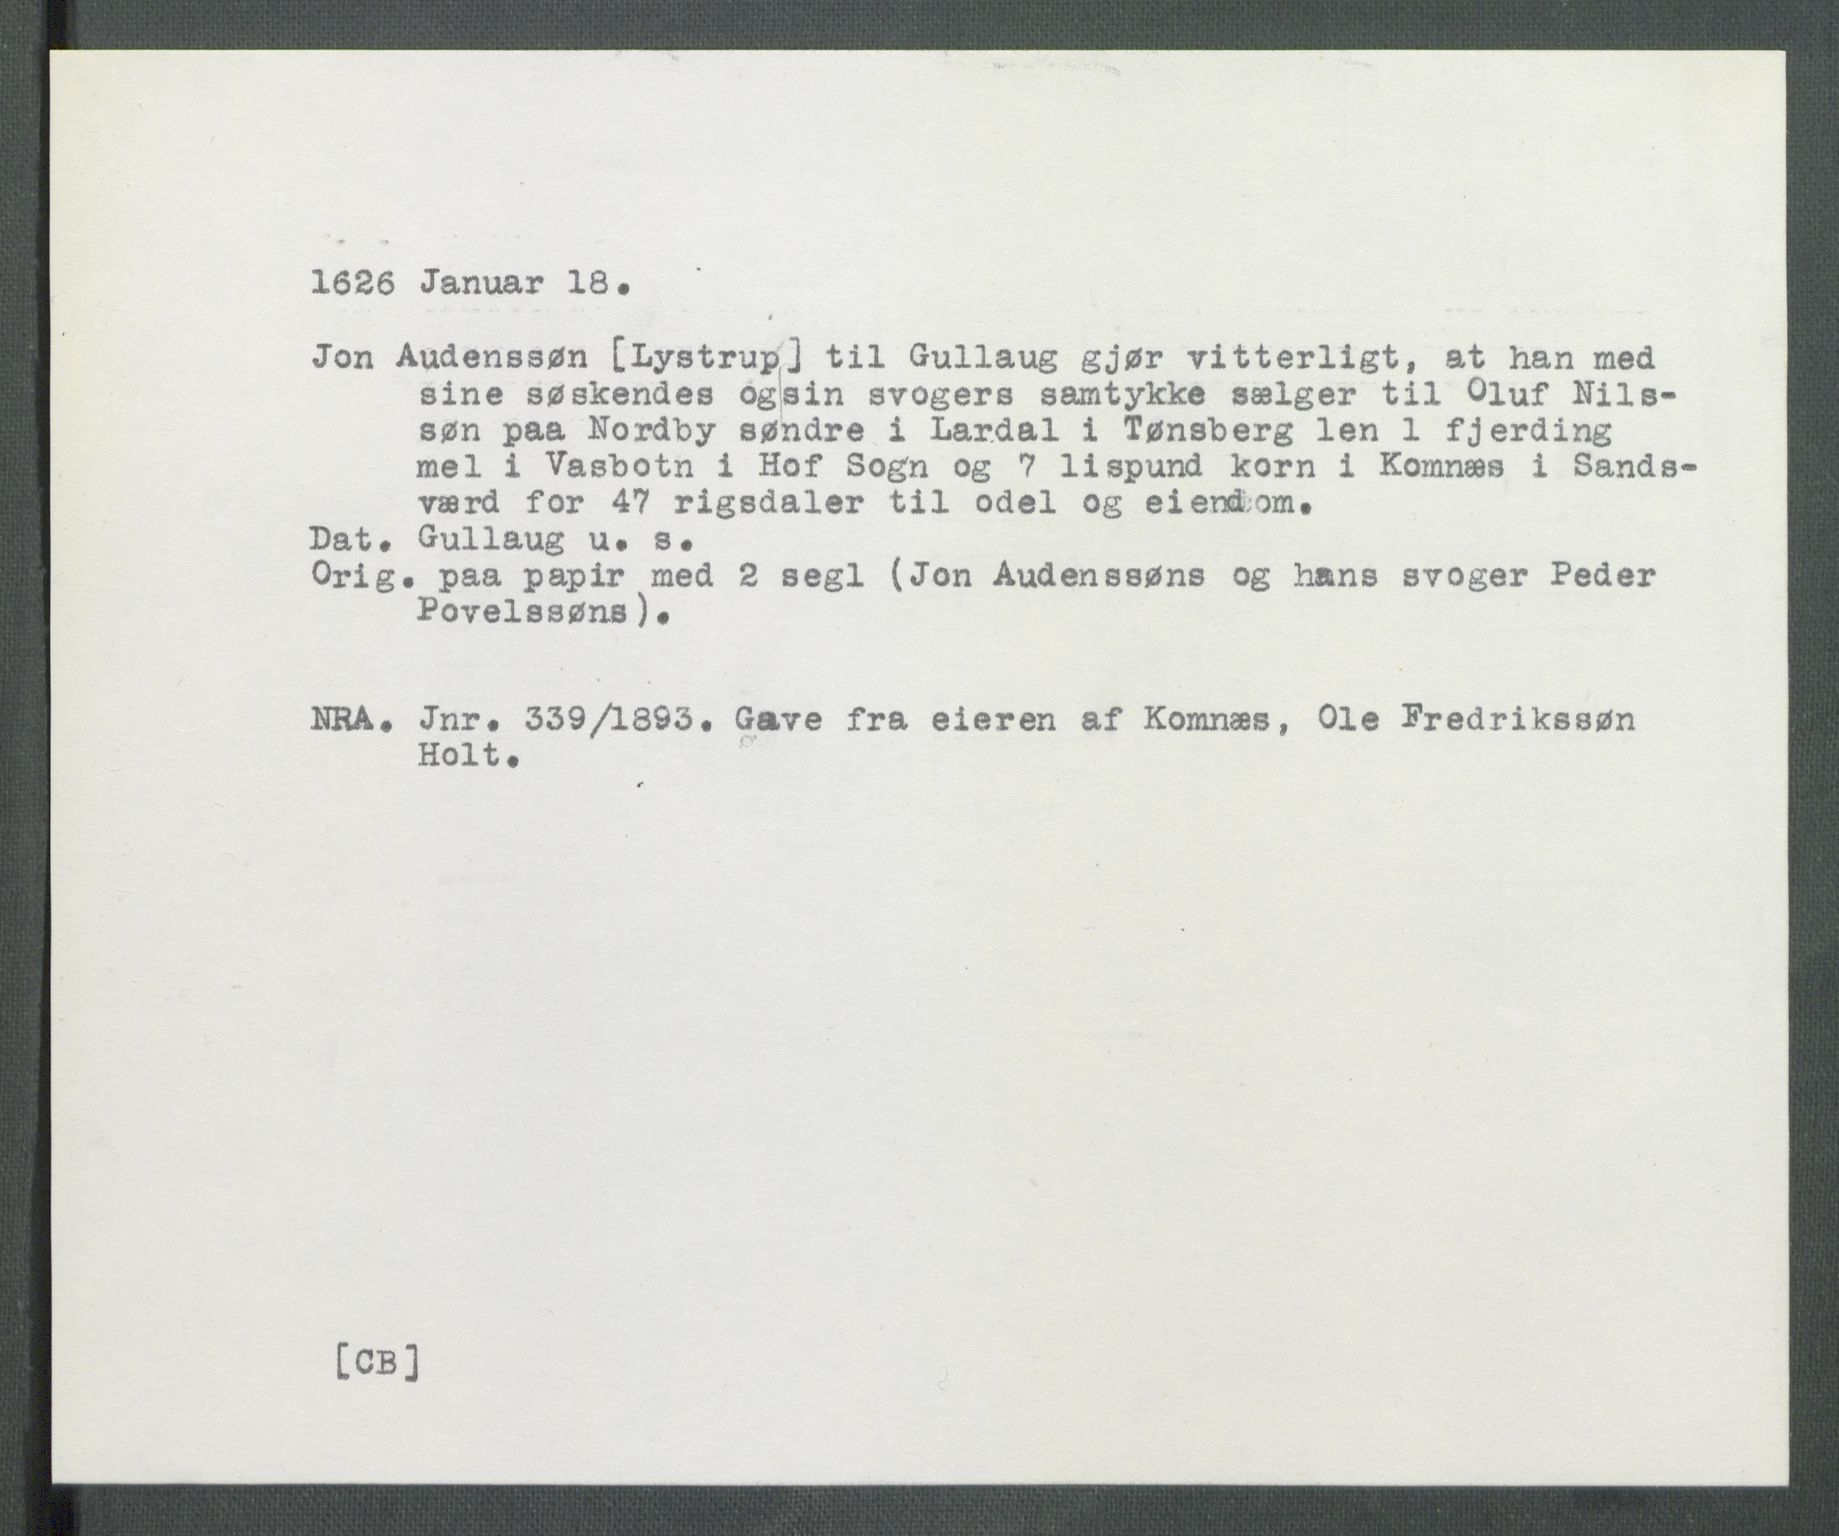 1626 Januar 18.
Jon Audenssøn [Lystrup] til Gullaug gjør vitterligt, at han med
sine søskendes og sin svogers samtykke sælger til Oluf Nils-
søn paa Nordby søndre i Lardal i Tønsberg len 1 fjerding
mel i Vasbotn i Hof Sogn og 7 lispund korn i Komnæs i Sands-
værd for 47 rigsdaler til odel og eiendom.
Dat. Gullaug u. s.
Orig. paa papir med 2 segl (Jon Audenssøns og hans svoger Peder
Povelssøns).
NRA. Jnr. 339/1893. Gave fra eieren af Komnæs, Ole Fredrikssøn
Holt.
[CB]